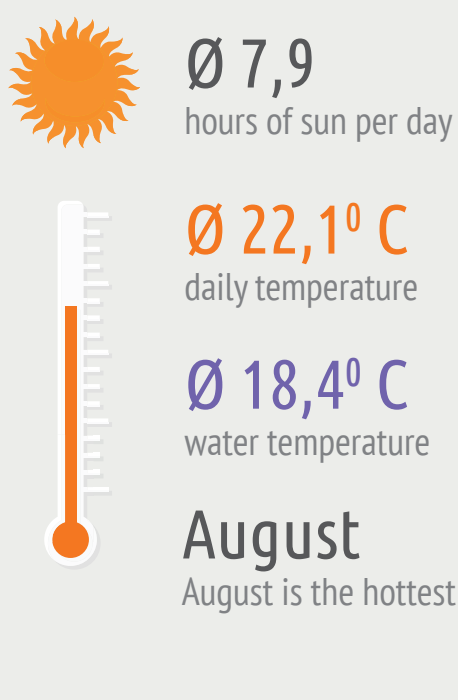 Ø 7,9
hours of sun per day
Ø 22,1⁰ C
daily temperature
Ø 18,4⁰ C
water temperature
August
August is the hottest